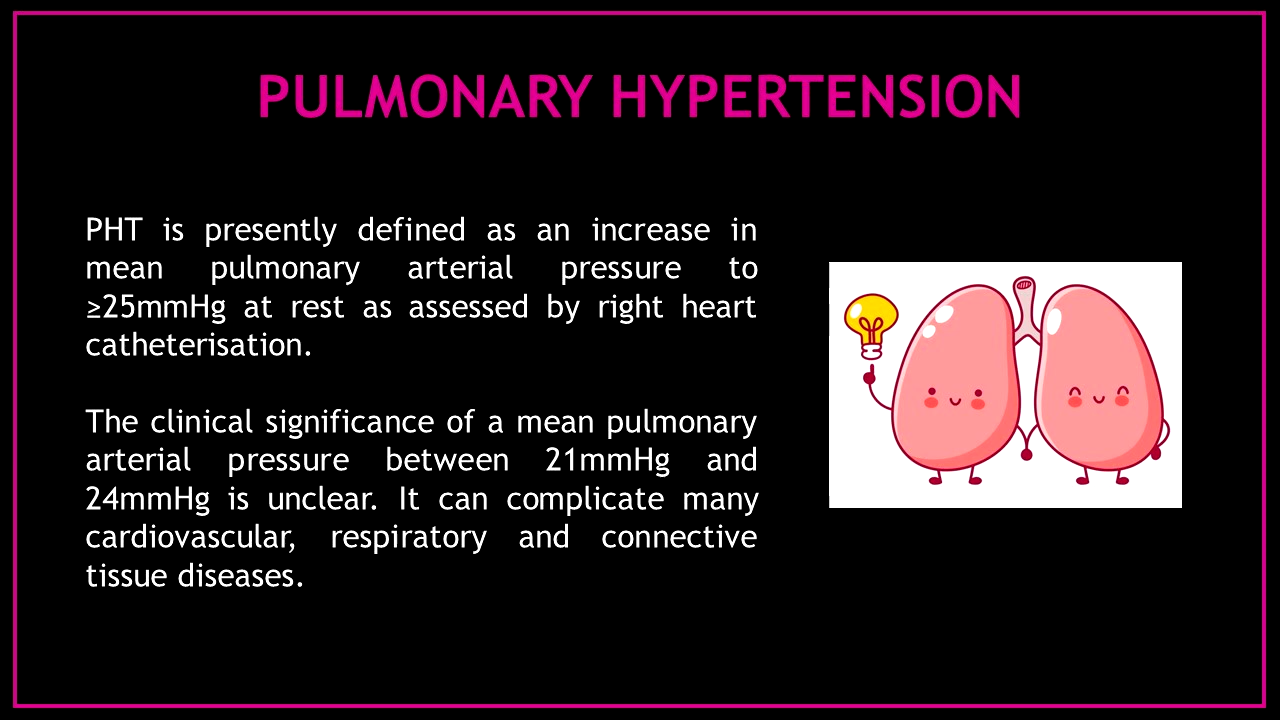 PULMONARY HYPERTENSION
PHT is presently defined as an increase in
mean pulmonary arterial pressure to
≥25mmHg at rest as assessed by right heart
catheterisation.
The clinical significance of a mean pulmonary
arterial pressure between 21mmHg and
24mmHg is unclear. It can complicate many
cardiovascular, respiratory and connective
tissue diseases.